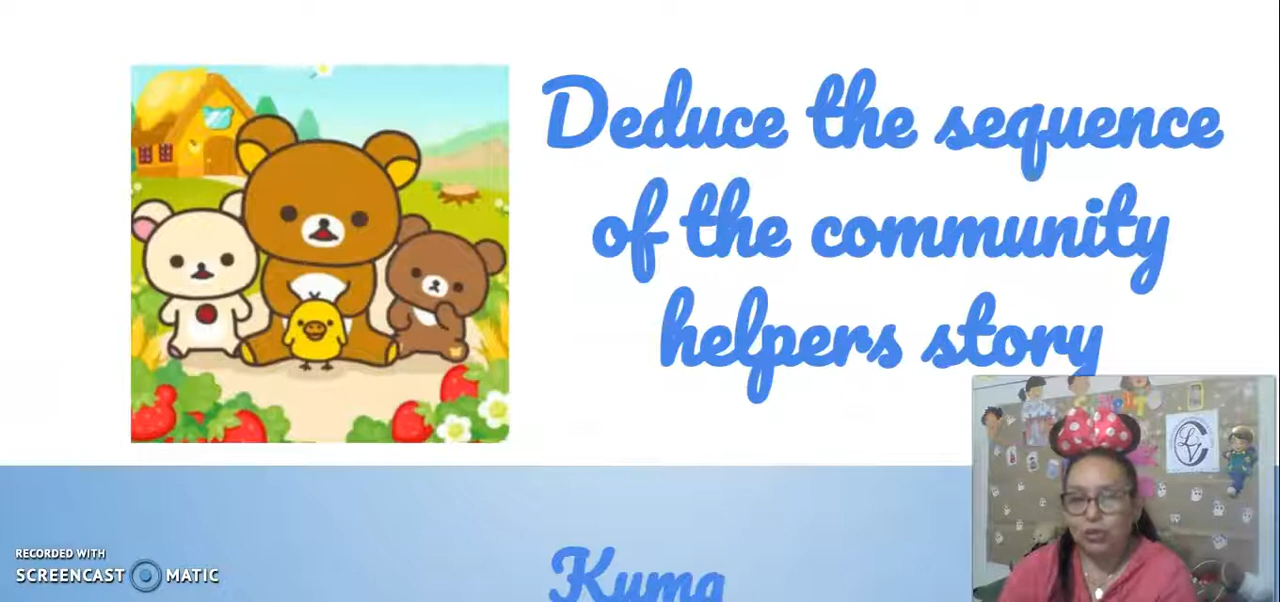 Deduce the sequence
of the community
helpers story
Kuma
RECORDED WITH
SCREENCAST MATIC